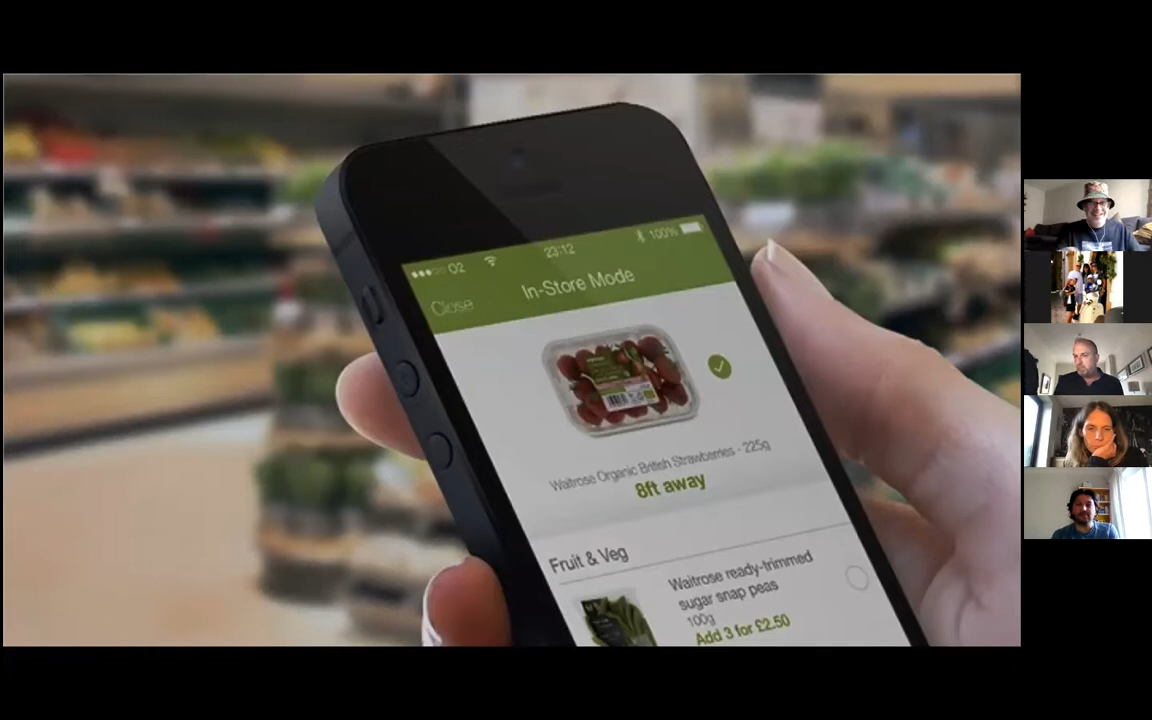 O2 23:12 100%
Close In-Store Mode
Waitrose Organic British Strawberries - 225g
8ft away
Fruit & Veg
Waitrose ready-trimmed
sugar snap peas
100g
Add 3 for £2.50